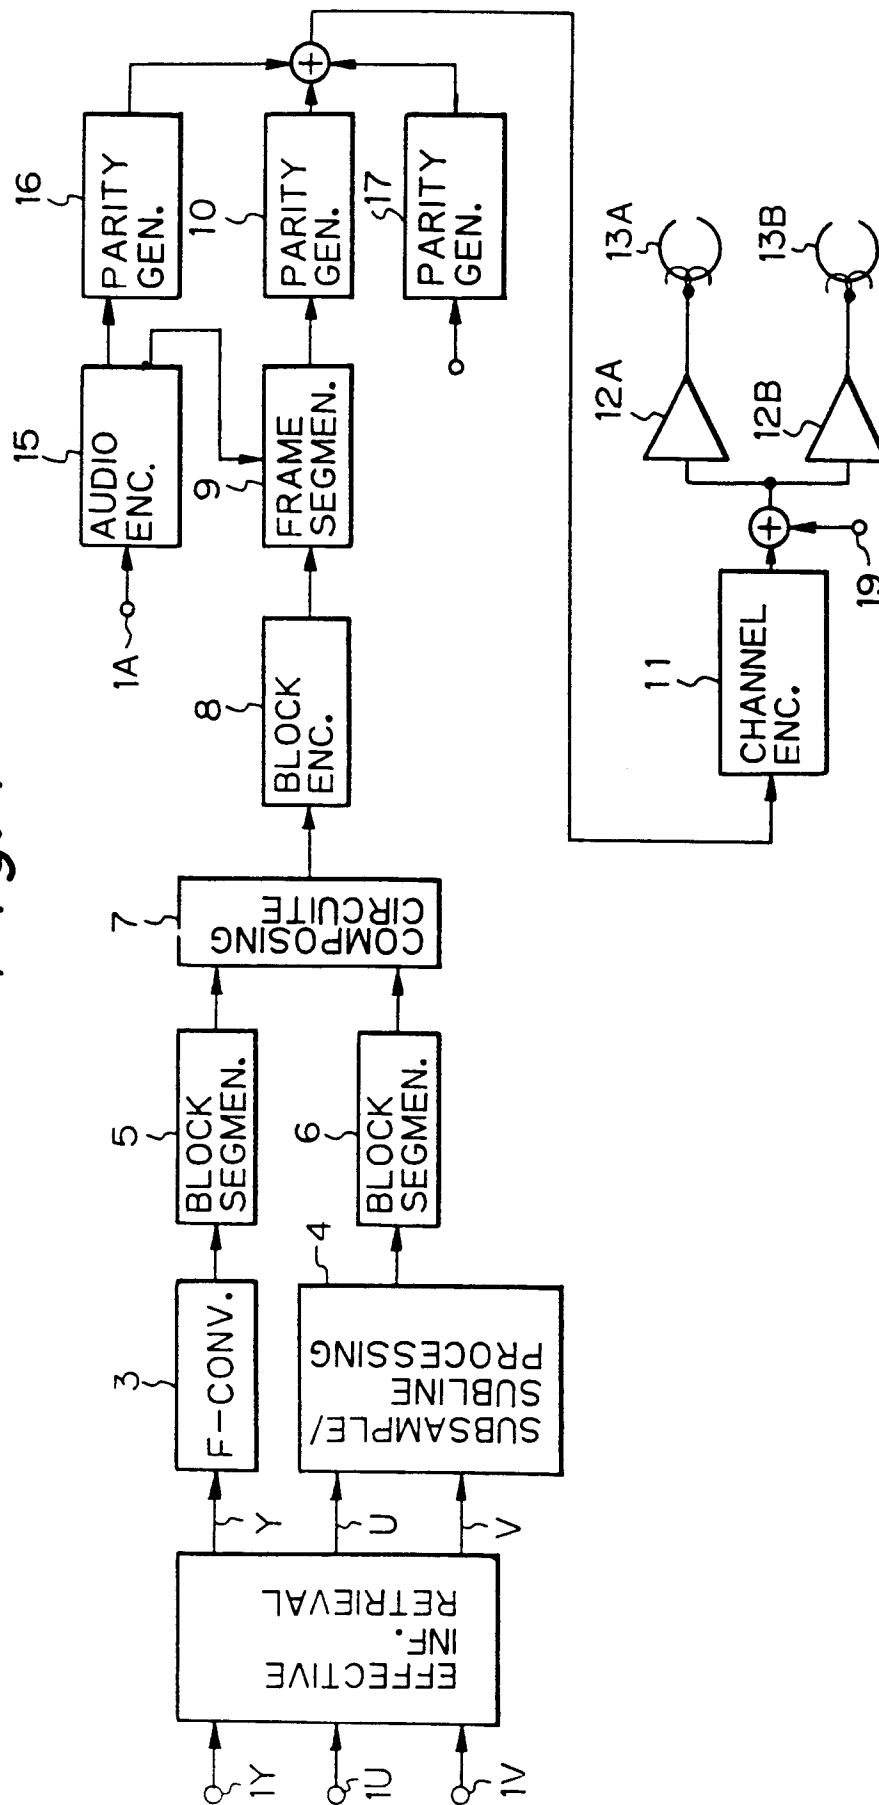 1Y
1U
1V
EFFECTIVE
INF.
RETRIEVAL
Y
U
V
3
F-CONV.
4
SUBSAMPLE/
SUBLINE
PROCESSING
5
BLOCK
SEGMEN.
6
BLOCK
SEGMEN.
7
COMPOSING
CIRCUITE
8
BLOCK
ENC.
1A
15
AUDIO
ENC.
9
FRAME
SEGMEN.
16
PARITY
GEN.
10
PARITY
GEN.
17
PARITY
GEN.
11
CHANNEL
ENC.
19
12A
12B
13A
13B